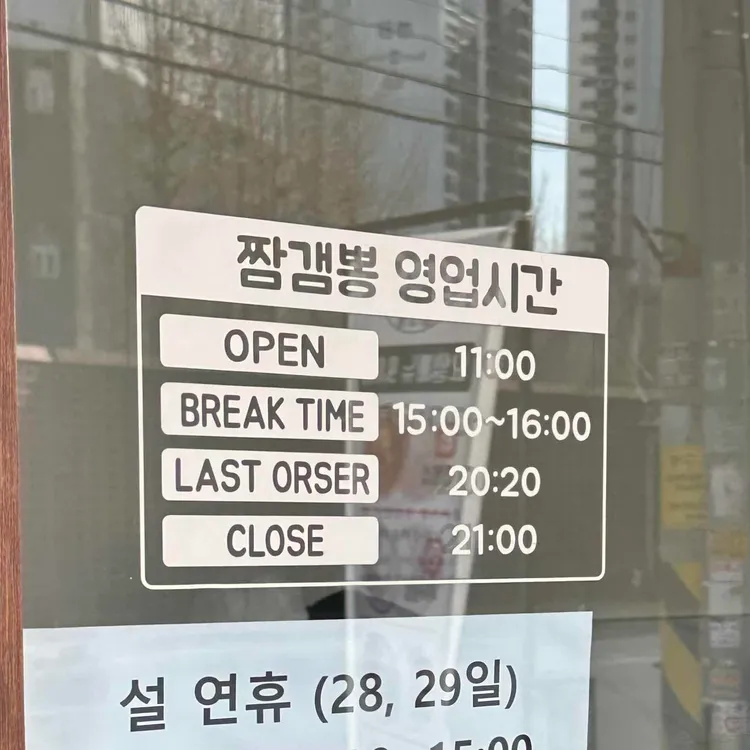 짬갬뽕 영업시간
OPEN 11:00
BREAK TIME 15:00~16:00
LAST ORSER 20:20
CLOSE 21:00
설 연휴 (28, 29일)